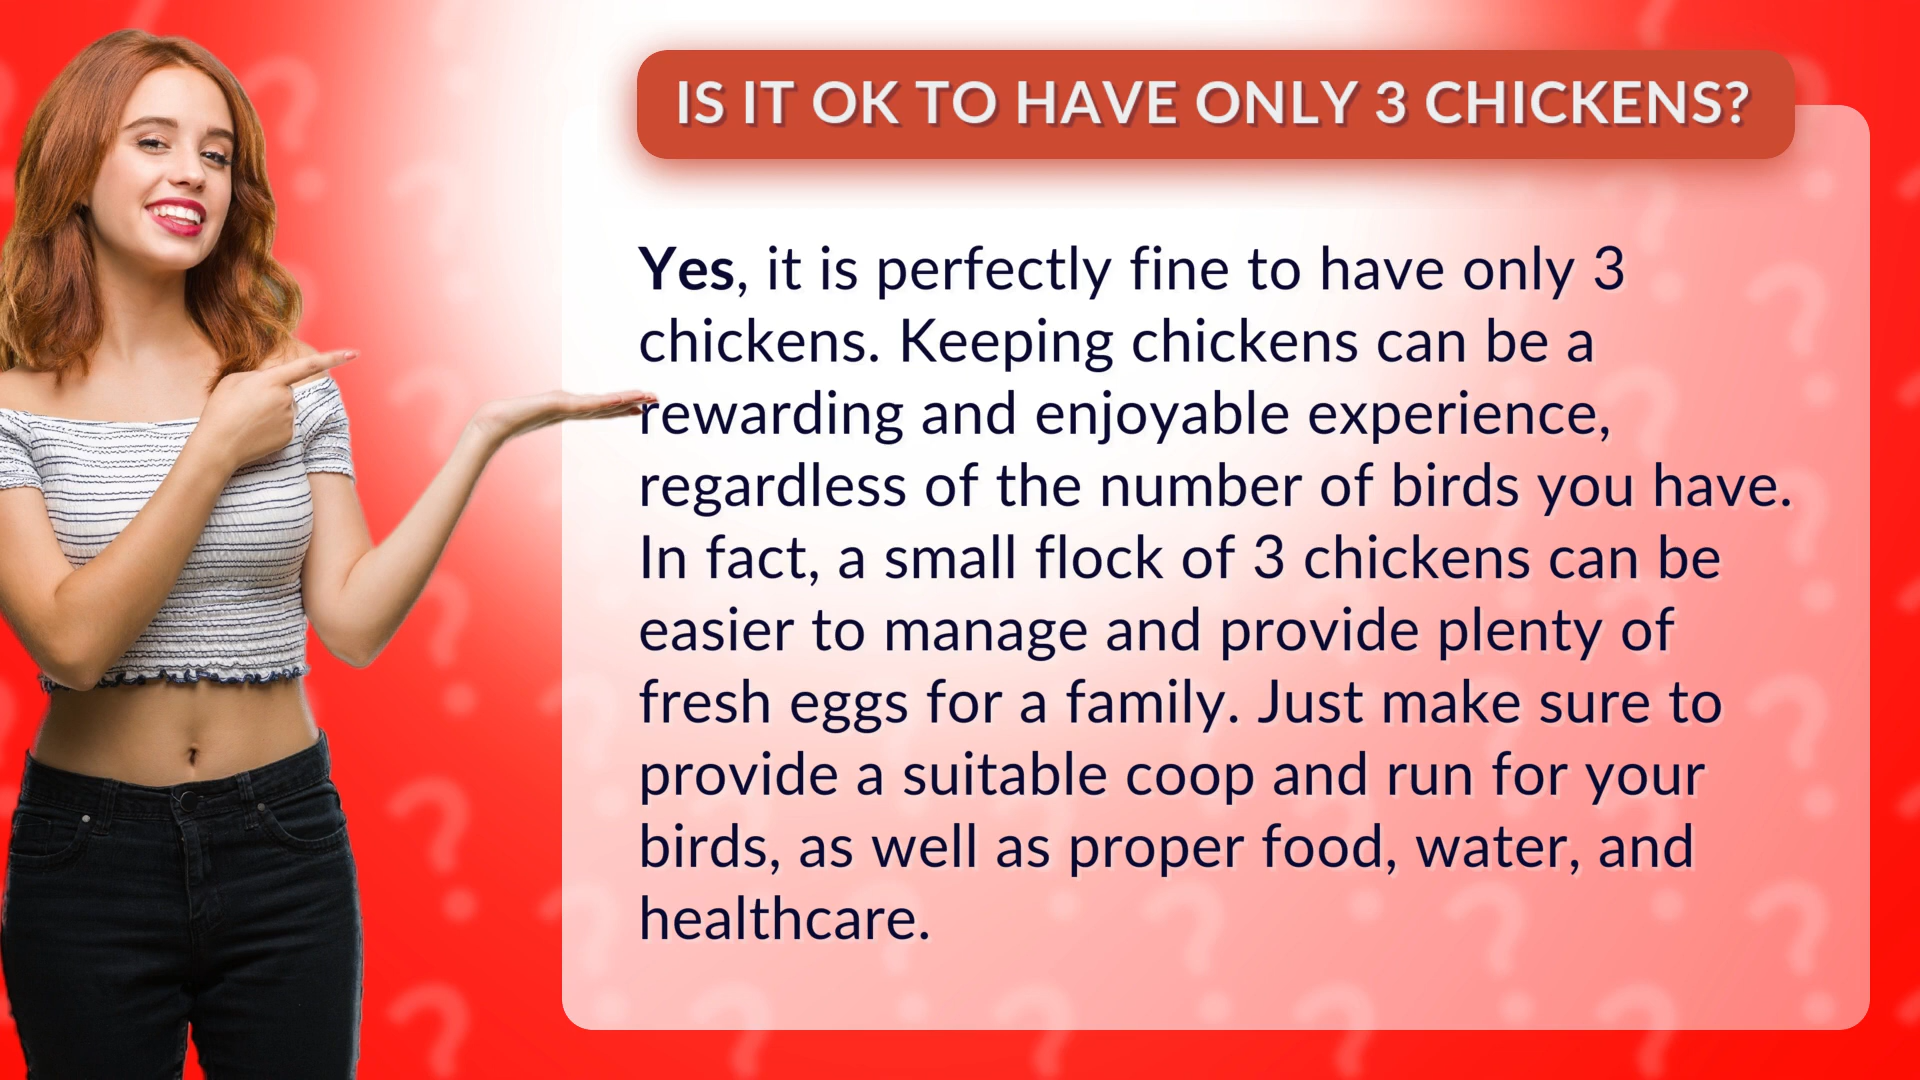 IS IT OK TO HAVE ONLY 3 CHICKENS?
Yes, it is perfectly fine to have only 3
chickens. Keeping chickens can be a
rewarding and enjoyable experience,
regardless of the number of birds you have.
In fact, a small flock of 3 chickens can be
easier to manage and provide plenty of
fresh eggs for a family. Just make sure to
provide a suitable coop and run for your
birds, as well as proper food, water, and
healthcare.